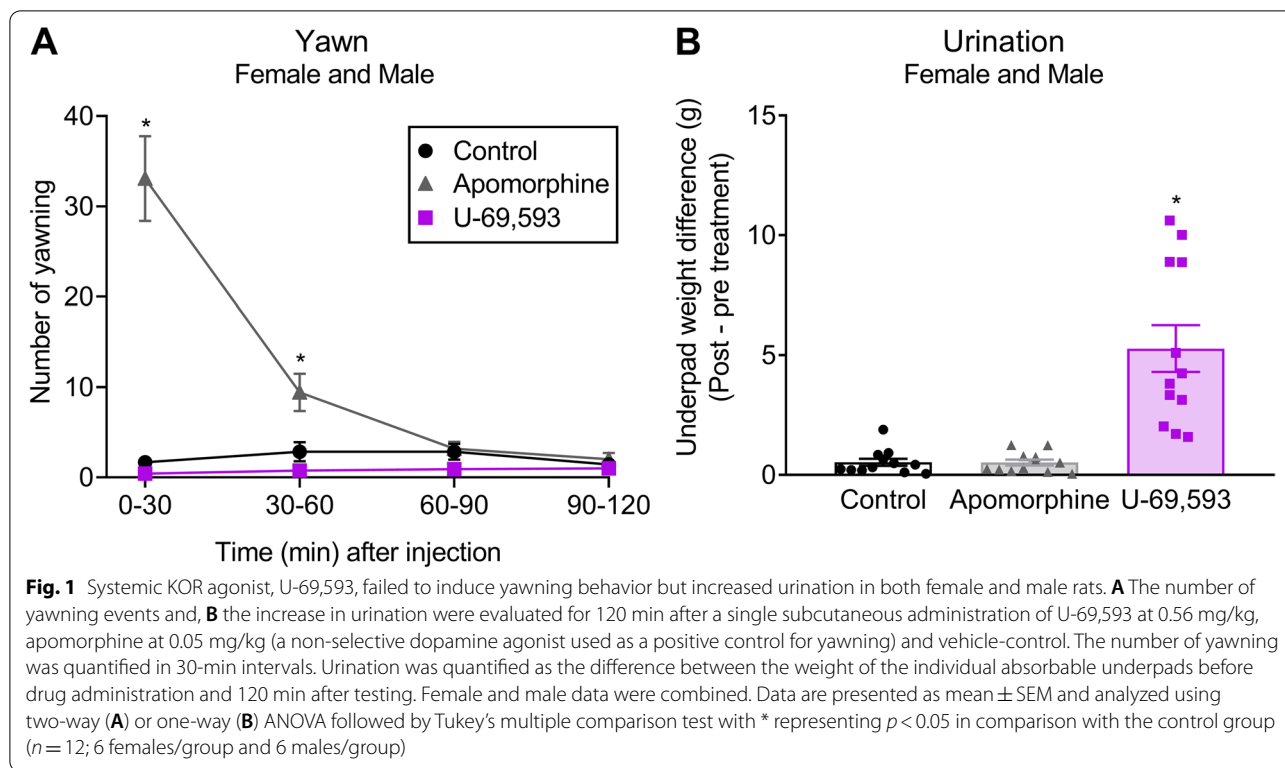 A
Yawn
Female and Male
40
30
20
10
0
Number of yawning
*
*
Control
Apomorphine
U-69,593
0-30
30-60
60-90
90-120
Time (min) after injection
B
Urination
Female and Male
15
10
5
0
Underpad weight difference (g)
(Post - pre treatment)
*
Control
Apomorphine
U-69,593
Fig. 1 Systemic KOR agonist, U-69,593, failed to induce yawning behavior but increased urination in both female and male rats. A The number of
yawning events and, B the increase in urination were evaluated for 120 min after a single subcutaneous administration of U-69,593 at 0.56 mg/kg,
apomorphine at 0.05 mg/kg (a non-selective dopamine agonist used as a positive control for yawning) and vehicle-control. The number of yawning
was quantified in 30-min intervals. Urination was quantified as the difference between the weight of the individual absorbable underpads before
drug administration and 120 min after testing. Female and male data were combined. Data are presented as mean ± SEM and analyzed using
two-way (A) or one-way (B) ANOVA followed by Tukey’s multiple comparison test with * representing p < 0.05 in comparison with the control group
(n = 12; 6 females/group and 6 males/group)